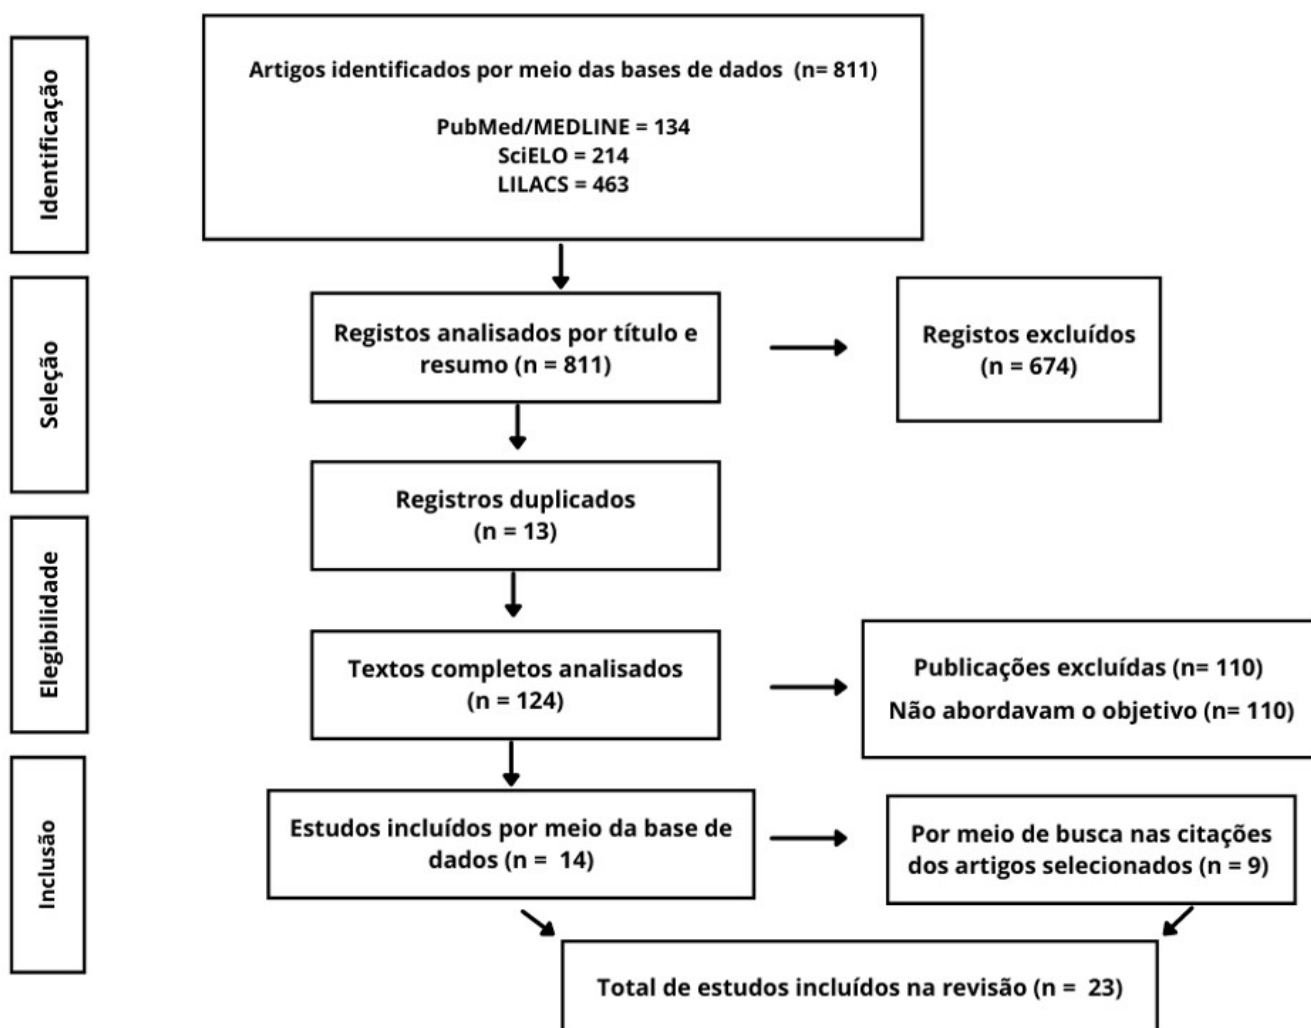 Identificação
Artigos identificados por meio das bases de dados (n= 811)
PubMed/MEDLINE = 134
SciELO = 214
LILACS = 463
Seleção
Registos analisados por título e
resumo (n = 811)
Registos excluídos
(n = 674)
Registros duplicados
(n = 13)
Elegibilidade
Textos completos analisados
(n = 124)
Publicações excluídas (n= 110)
Não abordavam o objetivo (n= 110)
Inclusão
Estudos incluídos por meio da base de
dados (n = 14)
Por meio de busca nas citações
dos artigos selecionados (n = 9)
Total de estudos incluídos na revisão (n = 23)